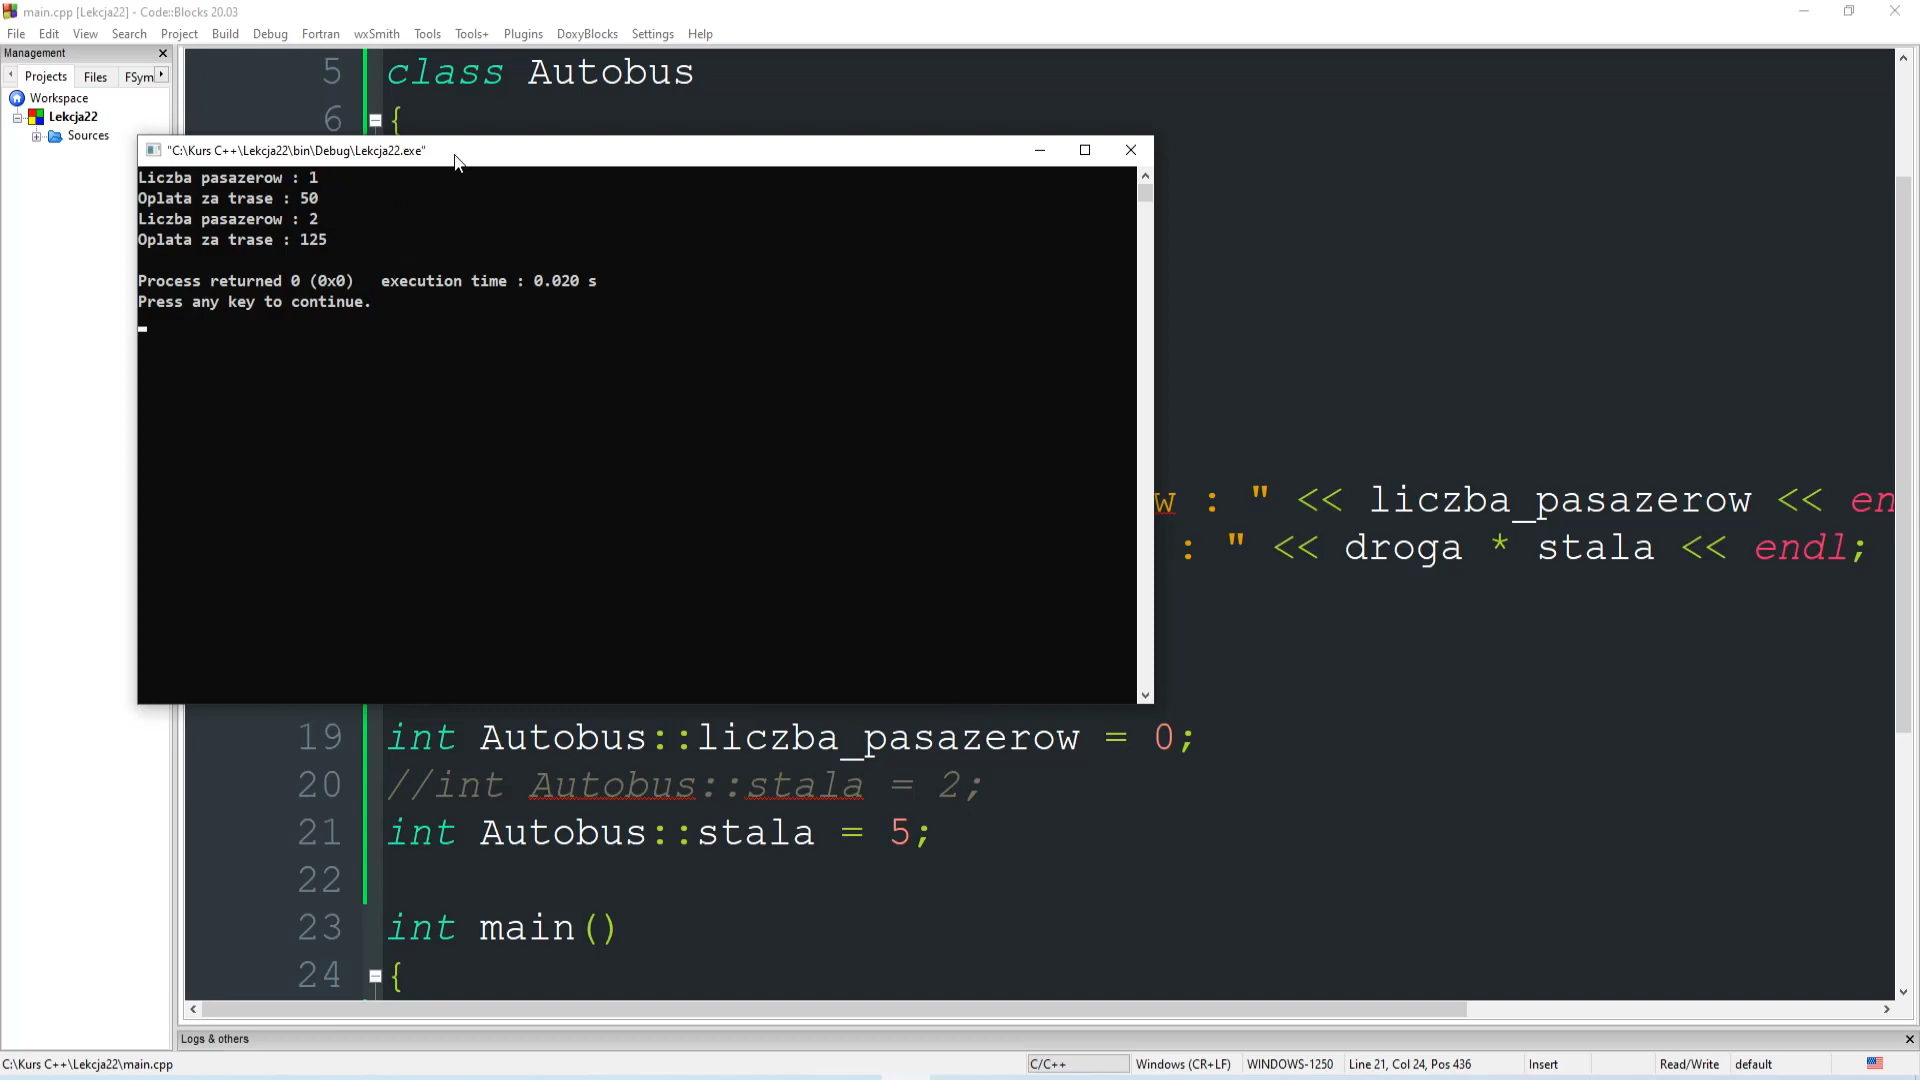 main.cpp [Lekcja22] - Code::Blocks 20.03
File Edit View Search Project Build Debug Fortran wxSmith Tools Tools+ Plugins DoxyBlocks Settings Help
Management
Projects Files FSym
Workspace
Lekcja22
Sources
5 class Autobus
6 {
"C:\Kurs C++\Lekcja22\bin\Debug\Lekcja22.exe"
Liczba pasazerow : 1
Oplata za trase : 50
Liczba pasazerow : 2
Oplata za trase : 125
Process returned 0 (0x0)   execution time : 0.020 s
Press any key to continue.
w : " << liczba_pasazerow << en
: " << droga * stala << endl;
19 int Autobus::liczba_pasazerow = 0;
20 //int Autobus::stala = 2;
21 int Autobus::stala = 5;
22
23 int main()
24 {
Logs & others
C:\Kurs C++\Lekcja22\main.cpp C/C++ Windows (CR+LF) WINDOWS-1250 Line 21, Col 24, Pos 436 Insert Read/Write default